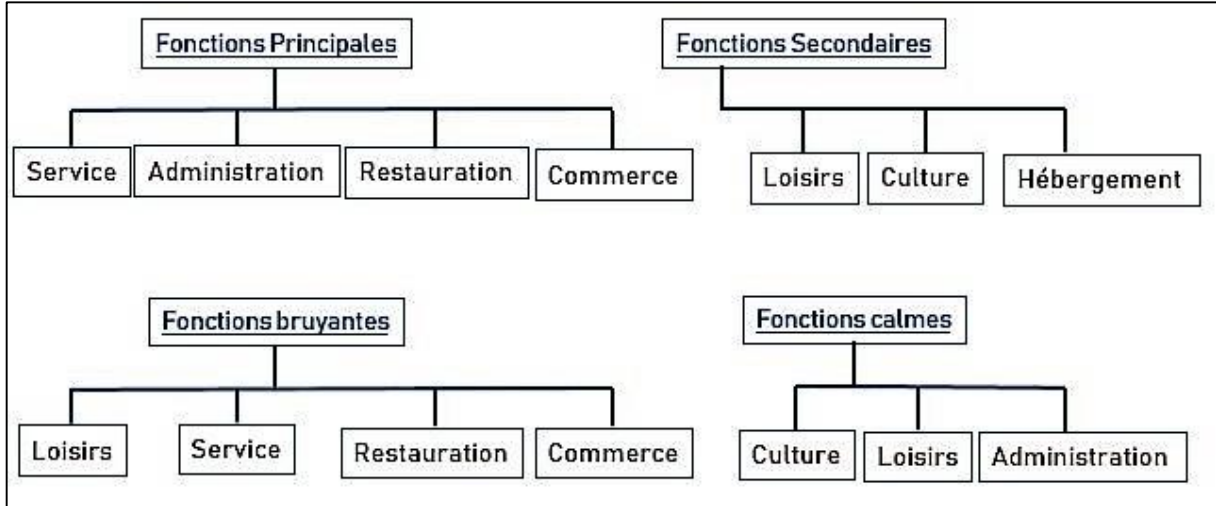 Fonctions Principales
Fonctions Secondaires
Service
Administration
Restauration
Commerce
Loisirs
Culture
Hébergement
Fonctions bruyantes
Fonctions calmes
Loisirs
Service
Restauration
Commerce
Culture
Loisirs
Administration